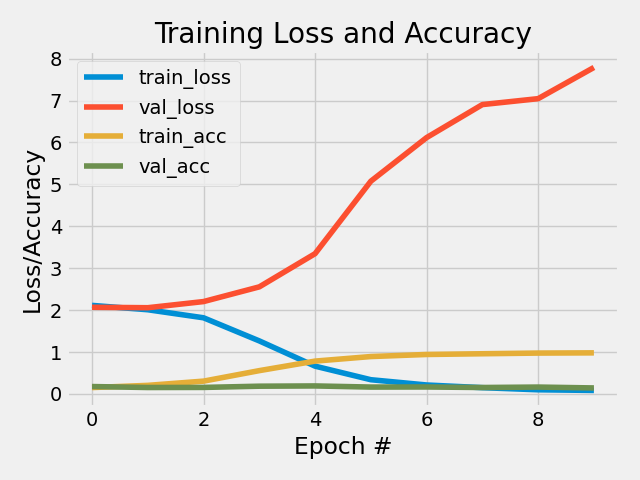 Training Loss and Accuracy
train_loss
val_loss
train_acc
val_acc
Loss/Accuracy
8
7
6
5
4
3
2
1
0
0 2 4 6 8
Epoch #